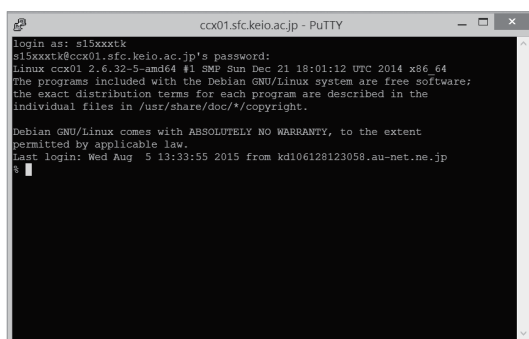 ccx01.sfc.keio.ac.jp - PuTTY
login as: s15xxxtk
s15xxxtk@ccx01.sfc.keio.ac.jp's password:
Linux ccx01 2.6.32-5-amd64 #1 SMP Sun Dec 21 18:01:12 UTC 2014 x86_64
The programs included with the Debian GNU/Linux system are free software;
the exact distribution terms for each program are described in the
individual files in /usr/share/doc/*/copyright.
Debian GNU/Linux comes with ABSOLUTELY NO WARRANTY, to the extent
permitted by applicable law.
Last login: Wed Aug  5 13:33:55 2015 from kd106128123058.au-net.ne.jp
%